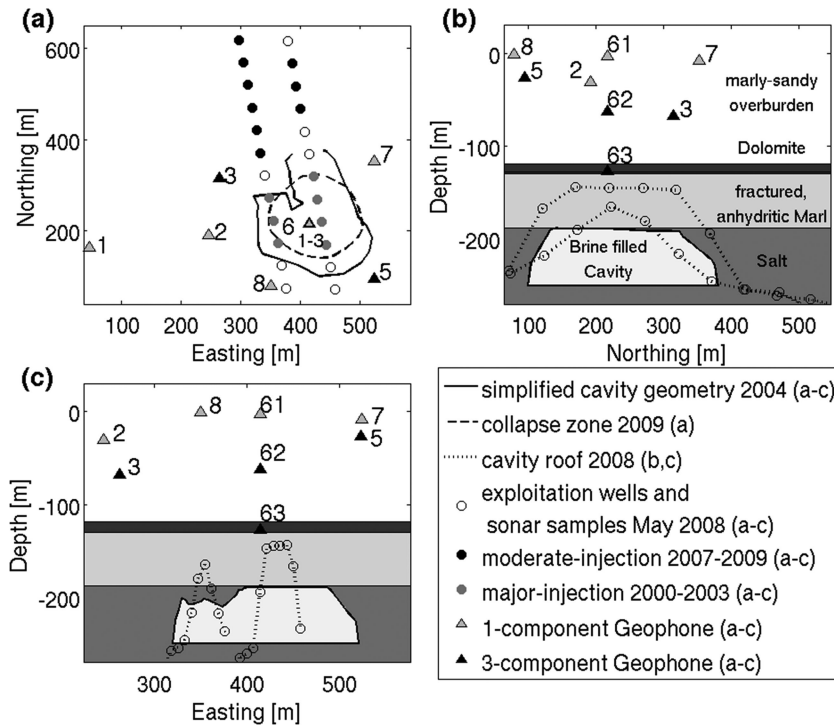 (a)
600
400
200
Northing [m]
3
7
2
1
6
1-3
8
5
100 200 300 400 500
Easting [m]
(b)
0
-100
-200
Depth [m]
8
61
7
5
2
62
3
63
marly-sandy
overburden
Dolomite
fractured,
anhydritic Marl
Brine filled
Cavity
Salt
100 200 300 400 500
Northing [m]
(c)
0
-100
-200
Depth [m]
8
61
7
2
5
3
62
63
300 400 500
Easting [m]
simplified cavity geometry 2004 (a-c)
collapse zone 2009 (a)
cavity roof 2008 (b,c)
exploitation wells and
sonar samples May 2008 (a-c)
moderate-injection 2007-2009 (a-c)
major-injection 2000-2003 (a-c)
1-component Geophone (a-c)
3-component Geophone (a-c)